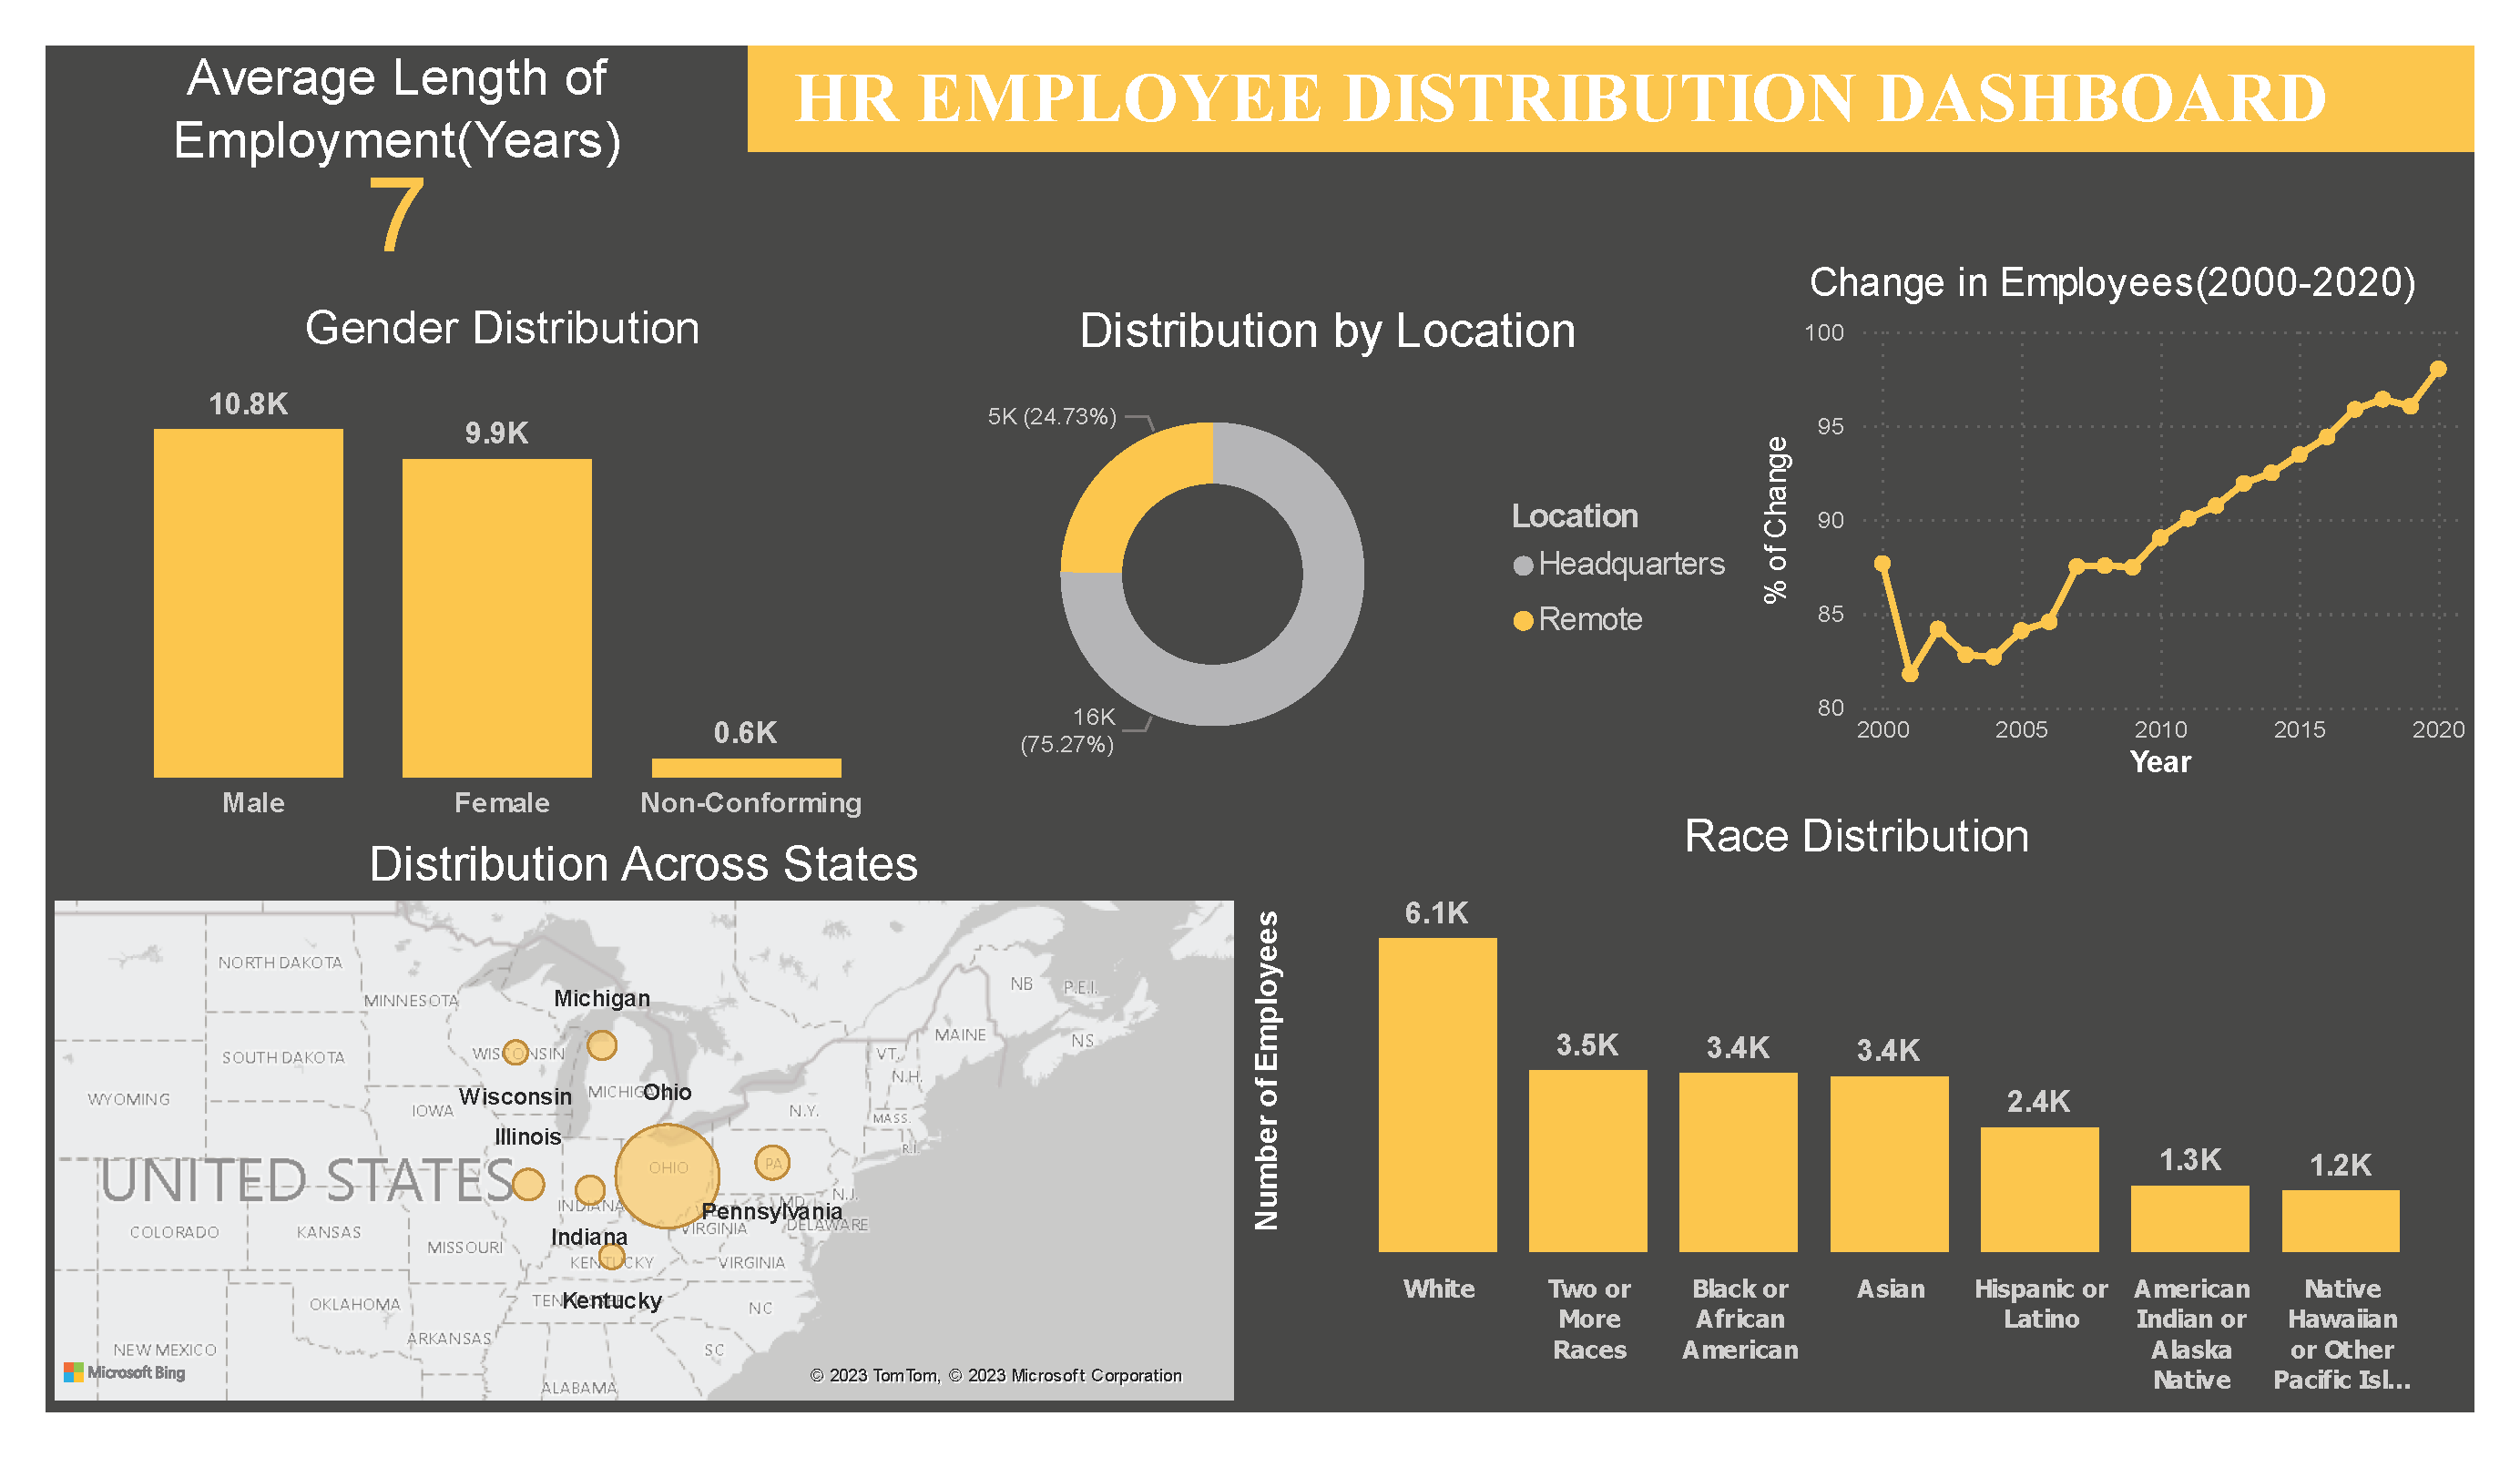 Average Length of
Employment(Years)
7
HR EMPLOYEE DISTRIBUTION DASHBOARD
Gender Distribution
10.8K
9.9K
0.6K
Male
Female
Non-Conforming
Distribution by Location
5K (24.73%)
16K
(75.27%)
Location
Headquarters
Remote
Change in Employees(2000-2020)
% of Change
100
95
90
85
80
2000
2005
2010
2015
2020
Year
Distribution Across States
NORTH DAKOTA
MINNESOTA
SOUTH DAKOTA
WISCONSIN
WYOMING
IOWA
MICHIGAN
UNITED STATES
OHIO
PA
INDIANA
COLORADO
KANSAS
MISSOURI
KENTUCKY
VIRGINIA
VIRGINIA
OKLAHOMA
TENNESSEE
NC
NEW MEXICO
ARKANSAS
SC
ALABAMA
NB
P.E.I.
MAINE
NS
VT.
N.H.
N.Y.
MASS.
R.I.
N.J.
MD.
DELAWARE
Michigan
Wisconsin
Ohio
Illinois
Pennsylvania
Indiana
Kentucky
Microsoft Bing
© 2023 TomTom, © 2023 Microsoft Corporation
Race Distribution
Number of Employees
6.1K
3.5K
3.4K
3.4K
2.4K
1.3K
1.2K
White
Two or
More
Races
Black or
African
American
Asian
Hispanic or
Latino
American
Indian or
Alaska
Native
Native
Hawaiian
or Other
Pacific Isl...